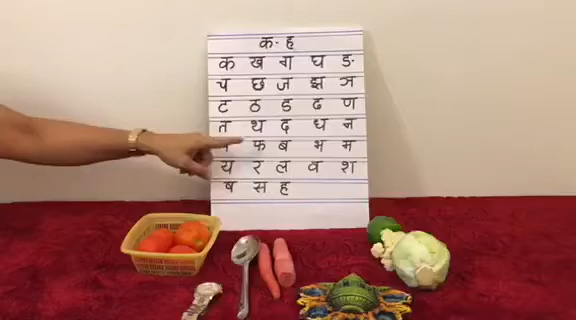 क- ह
क ख ग घ ङ
च छ ज झ ञ
ट ठ ड ढ ण
त थ द ध न
फ ब भ म
य र ल व श
ष स ह